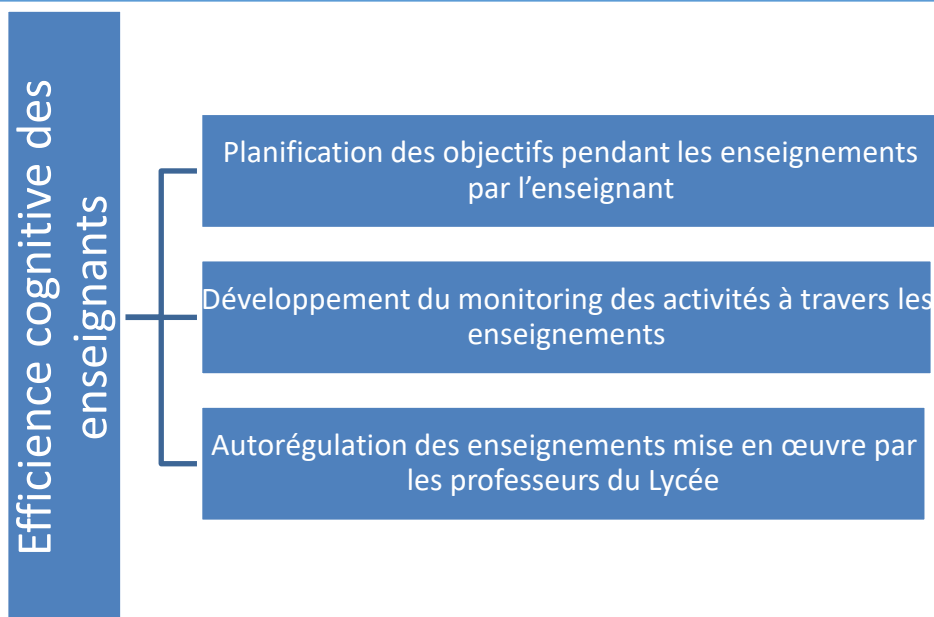 Efficience cognitive des
enseignants
Planification des objectifs pendant les enseignements
par l’enseignant
Développement du monitoring des activités à travers les
enseignements
Autorégulation des enseignements mise en œuvre par
les professeurs du Lycée